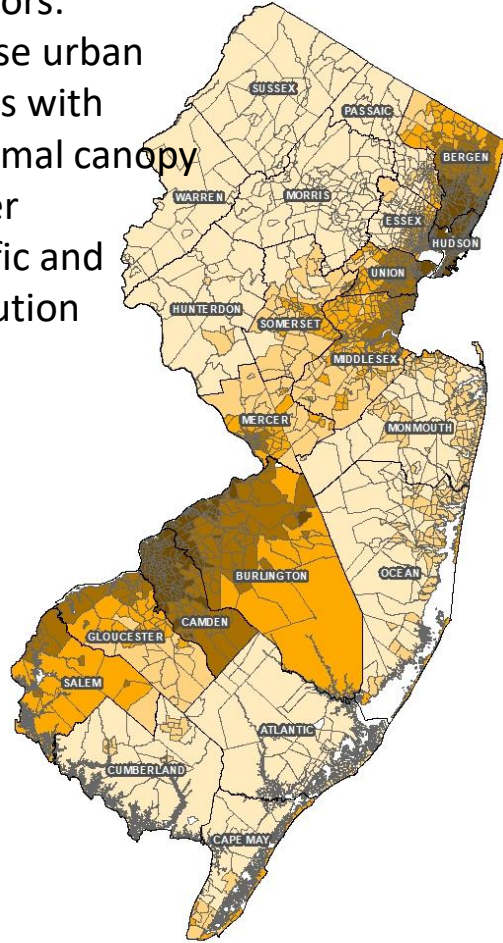 ors.
se urban
s with
mal canopy
er
fic and
ution
SUSSEX
PASSAIC
BERGEN
WARREN
MORRIS
ESSEX
HUDSON
UNION
HUNTERDON
SOMERSET
MIDDLESEX
MERCER
MONMOUTH
OCEAN
BURLINGTON
CAMDEN
GLOUCESTER
SALEM
ATLANTIC
CUMBERLAND
CAPE MAY